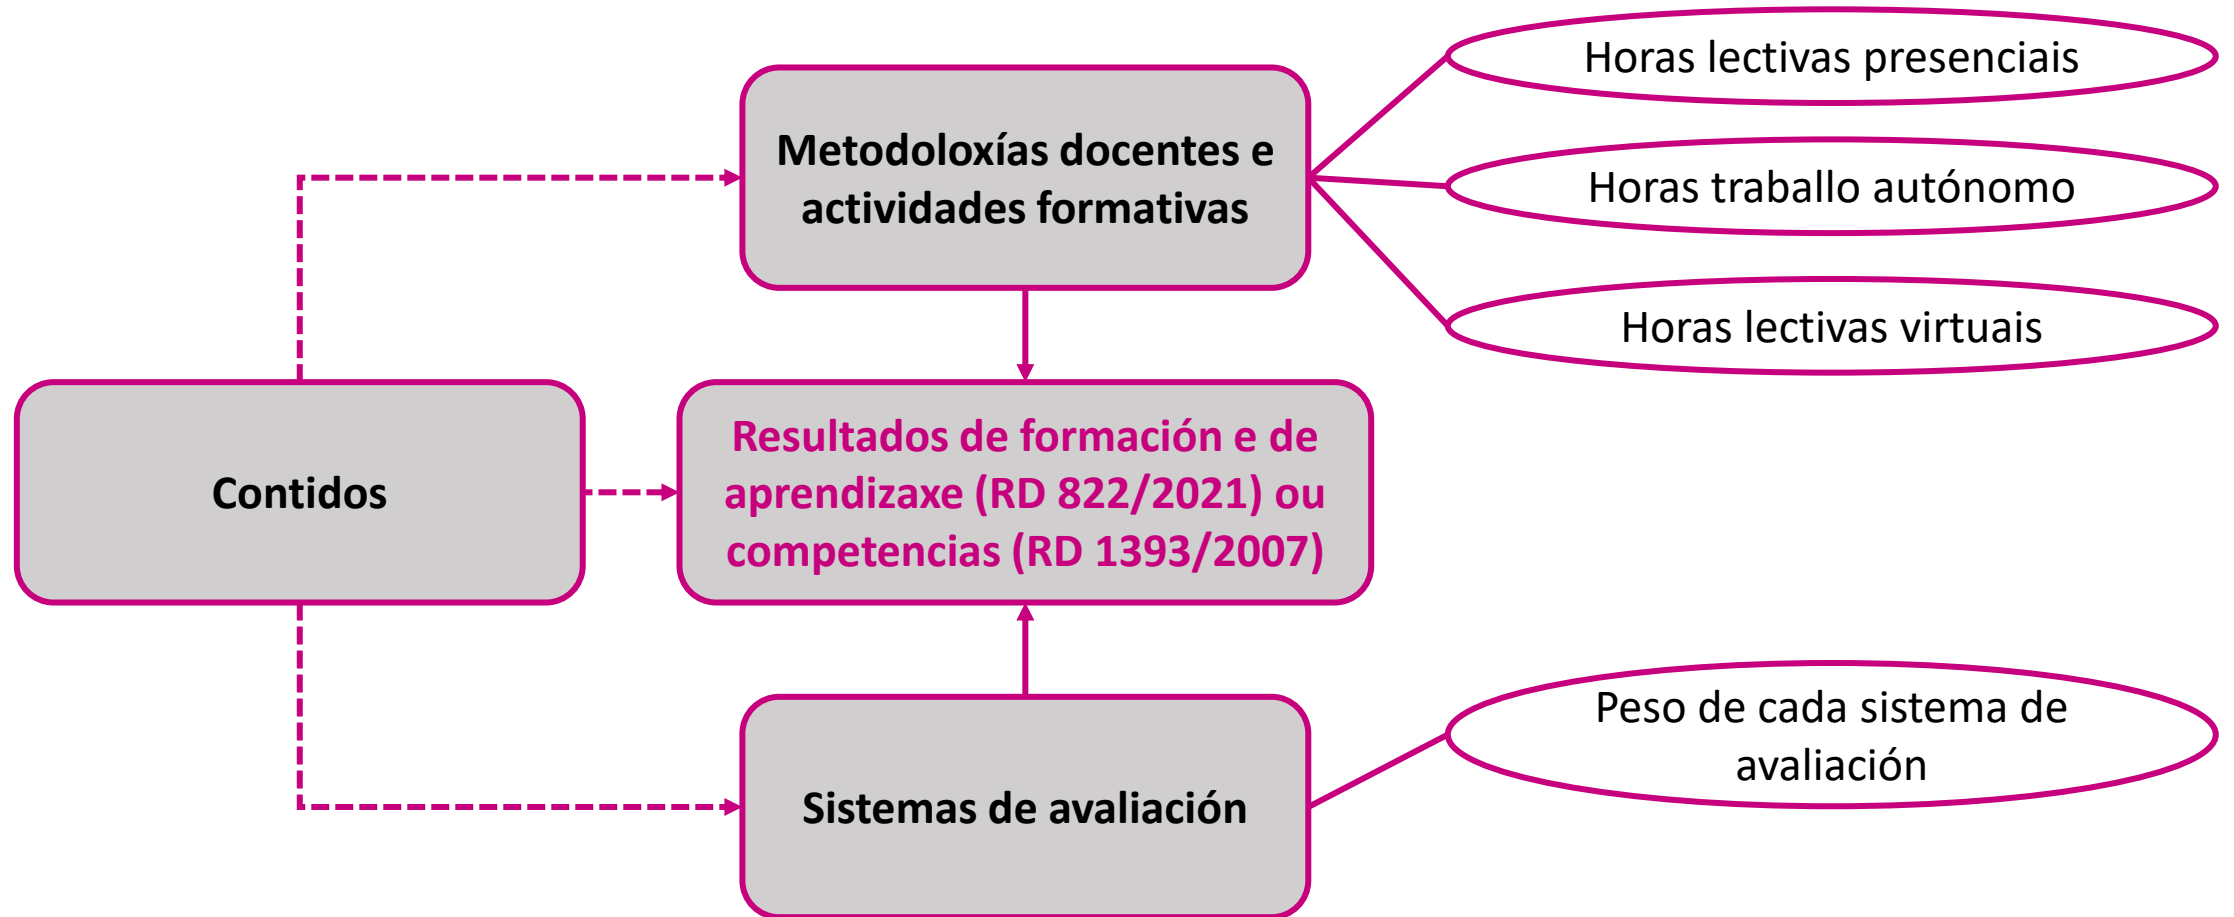 Horas lectivas presenciais
Metodoloxías docentes e
actividades formativas
Horas traballo autónomo
Horas lectivas virtuais
Contidos
Resultados de formación e de
aprendizaxe (RD 822/2021) ou
competencias (RD 1393/2007)
Peso de cada sistema de
avaliación
Sistemas de avaliación